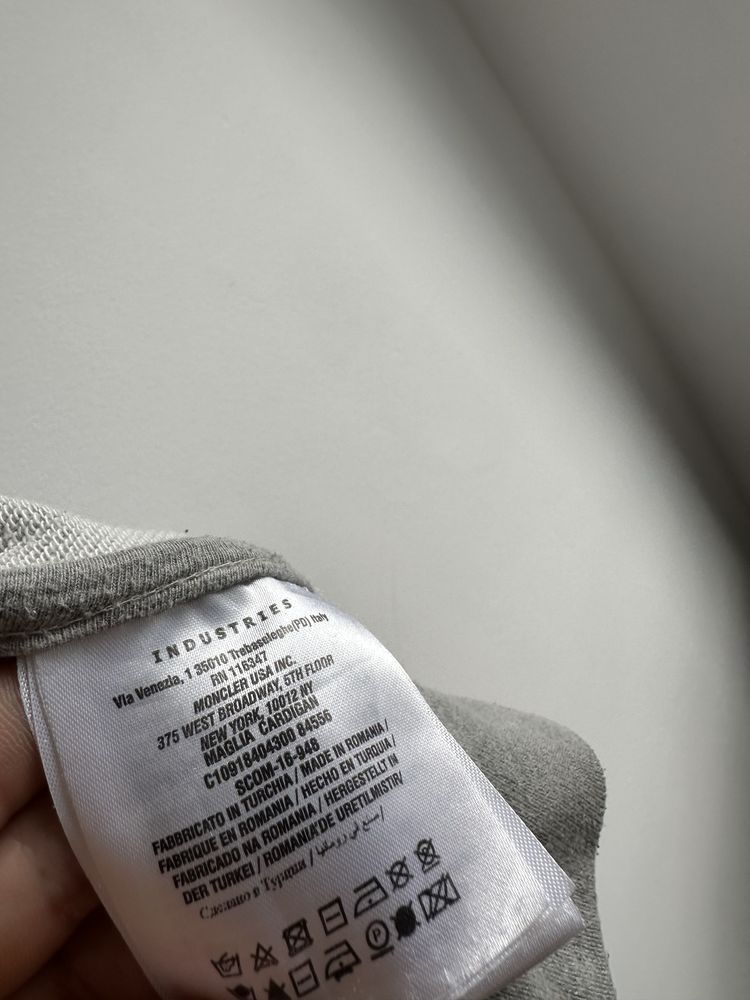 INDUSTRIES
Via Venezia, 1 35010 Trebaseleghe(PD) Italy
RN 116347
MONCLER USA INC.
375 WEST BROADWAY, 5TH FLOOR
NEW YORK, 10012 NY
MAGLIA CARDIGAN
C10918404300 84556
SCOM-16-948
FABBRICATO IN TURCHIA / MADE IN ROMANIA /
FABRIQUE EN ROMANIA / HECHO EN TURQUIA /
FABRICADO NA ROMANIA / HERGESTELLT IN
DER TURKEI / ROMANIA'DE URETILMISTIR/
Сделано в Турции /
P